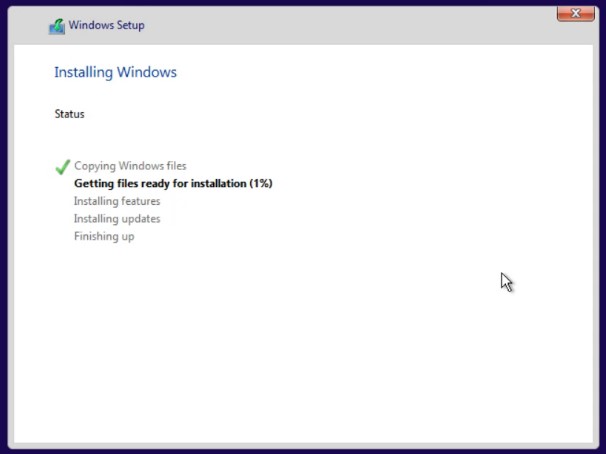 Windows Setup
Installing Windows
Status
Copying Windows files
Getting files ready for installation (1%)
Installing features
Installing updates
Finishing up